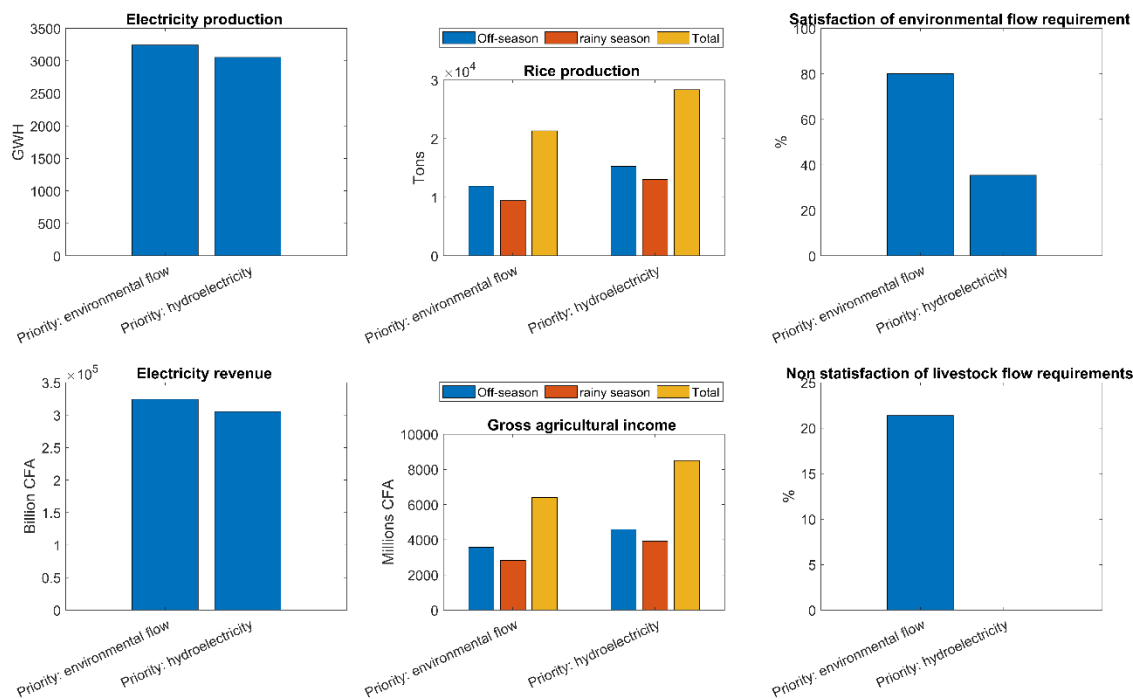 Electricity production
3500
3000
2500
2000
1500
1000
500
0
GWH
Priority: environmental flow
Priority: hydroelectricity
Off-season rainy season Total
×10^4
Rice production
3
2
1
0
Tons
Priority: environmental flow
Priority: hydroelectricity
Satisfaction of environmental flow requirement
100
80
60
40
20
0
%
Priority: environmental flow
Priority: hydroelectricity
×10^5
Electricity revenue
3.5
3
2.5
2
1.5
1
0.5
0
Billion CFA
Priority: environmental flow
Priority: hydroelectricity
Off-season rainy season Total
Gross agricultural income
10000
8000
6000
4000
2000
0
Millions CFA
Priority: environmental flow
Priority: hydroelectricity
Non statisfaction of livestock flow requirements
25
20
15
10
5
0
%
Priority: environmental flow
Priority: hydroelectricity